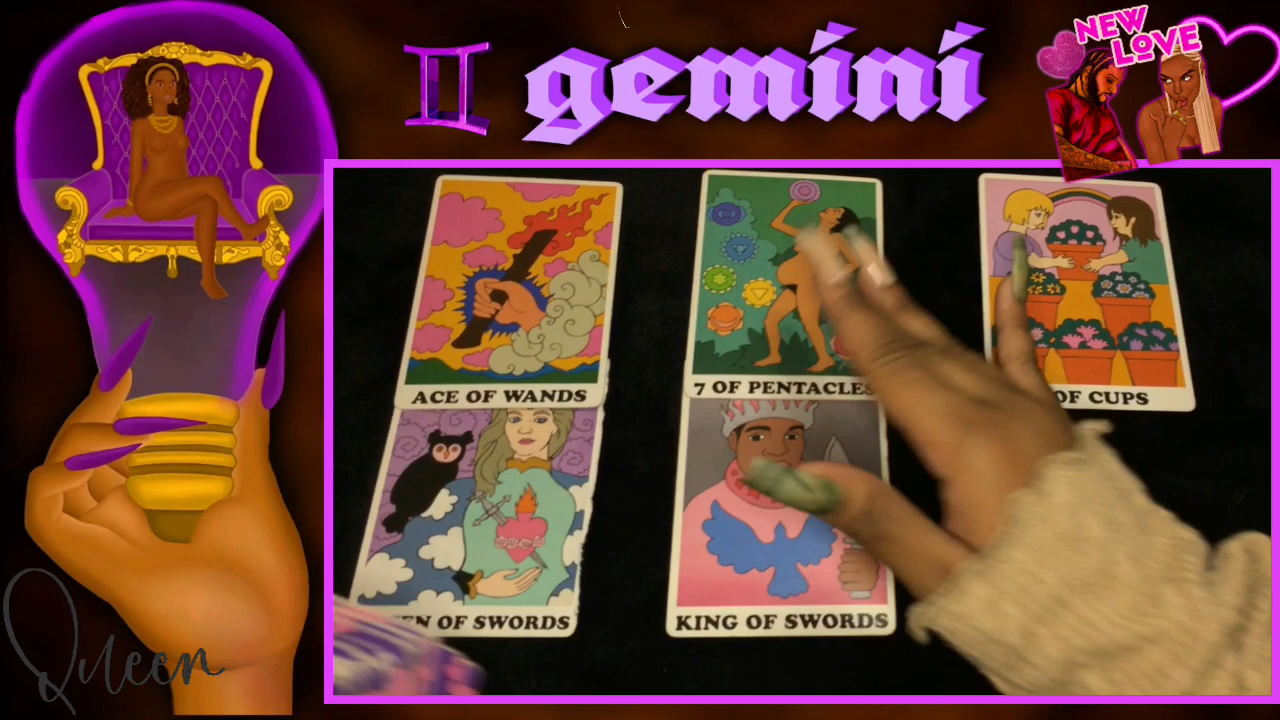 gemini
NEW
LOVE
ACE OF WANDS
7 OF PENTACLES
OF CUPS
OF SWORDS
KING OF SWORDS
Queen